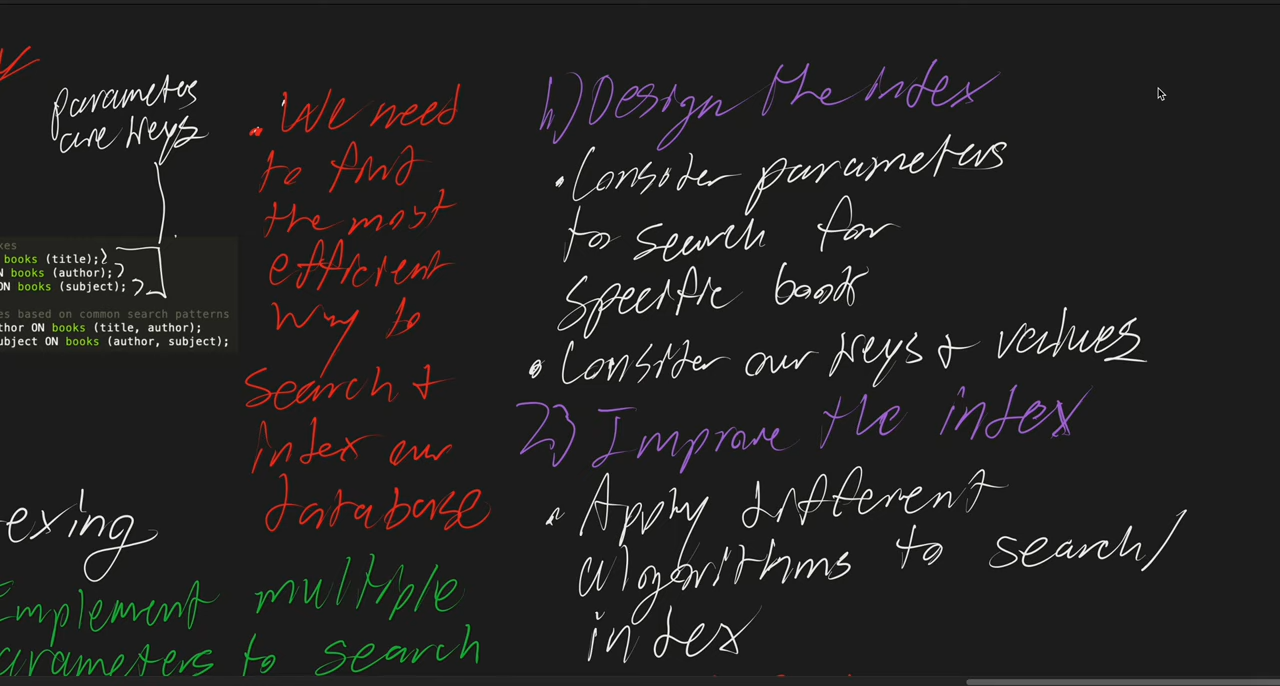 parameters
are keys
xes
books (title);
N books (author);
ON books (subject);
es based on common search patterns
thor ON books (title, author);
ubject ON books (author, subject);
exing
Implement multiple
arameters to search
• We need
to find
the most
efficient
way to
search +
index our
database
1) Design the index
• Consider parameters
to search for
specific books
• Consider our keys + values
2) Improve the index
• Apply different
algorithms to search/
index